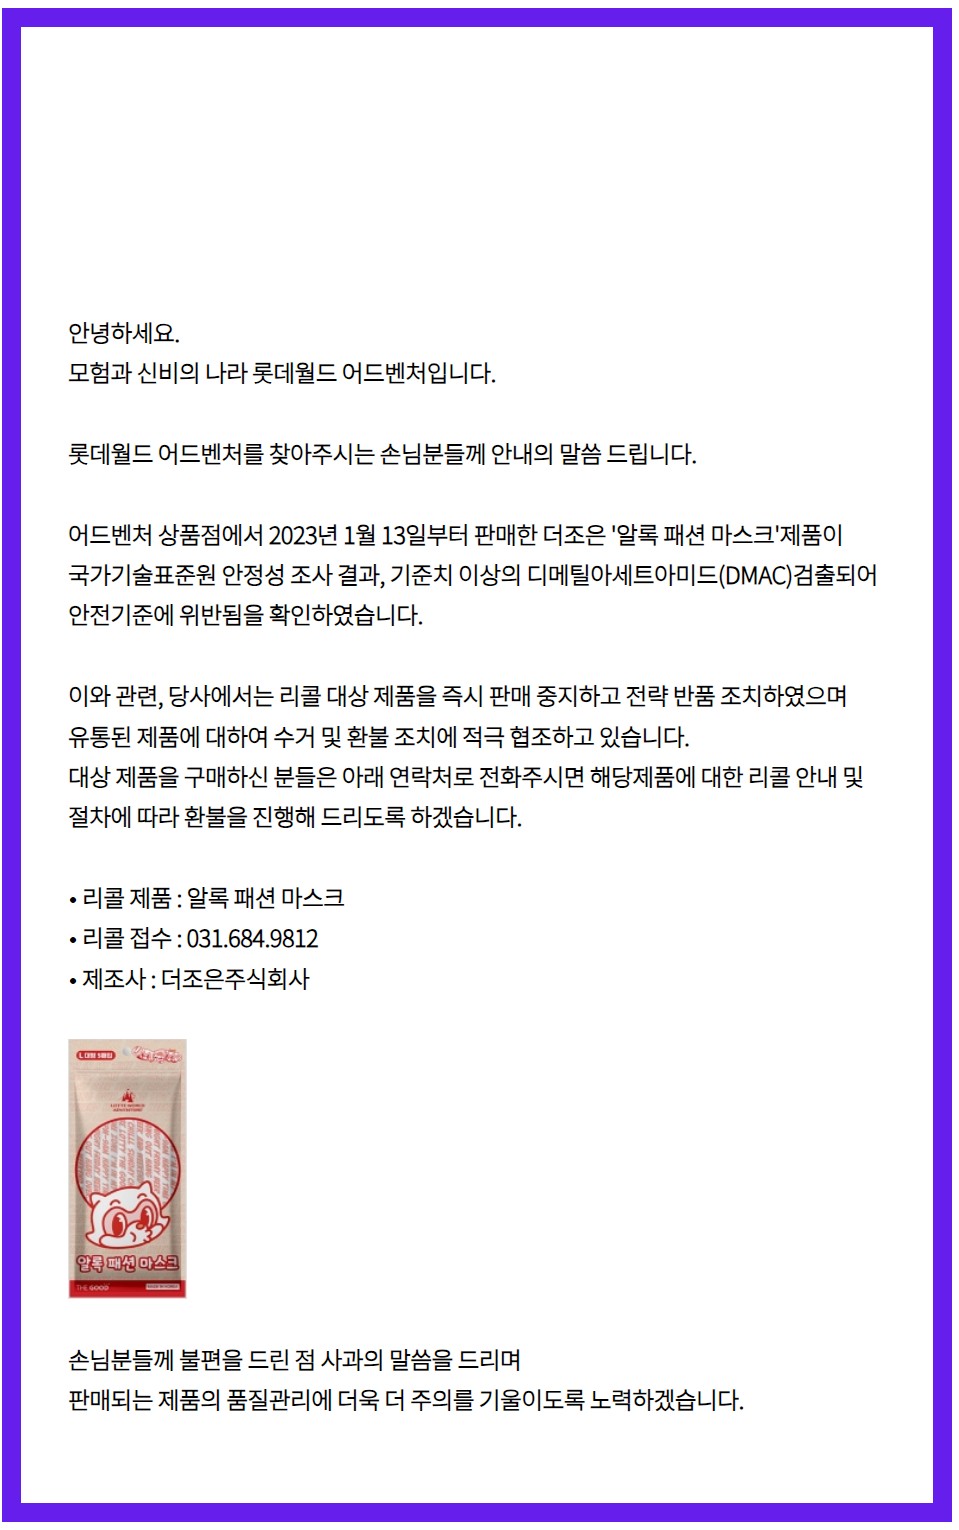 안녕하세요.
모험과 신비의 나라 롯데월드 어드벤처입니다.
롯데월드 어드벤처를 찾아주시는 손님분들께 안내의 말씀 드립니다.
어드벤처 상품점에서 2023년 1월 13일부터 판매한 더조은 '알록 패션 마스크'제품이
국가기술표준원 안정성 조사 결과, 기준치 이상의 디메틸아세트아미드(DMAC)검출되어
안전기준에 위반됨을 확인하였습니다.
이와 관련, 당사에서는 리콜 대상 제품을 즉시 판매 중지하고 전략 반품 조치하였으며
유통된 제품에 대하여 수거 및 환불 조치에 적극 협조하고 있습니다.
대상 제품을 구매하신 분들은 아래 연락처로 전화주시면 해당제품에 대한 리콜 안내 및
절차에 따라 환불을 진행해 드리도록 하겠습니다.
• 리콜 제품 : 알록 패션 마스크
• 리콜 접수 : 031.684.9812
• 제조사 : 더조은주식회사
L 대형 5매입
LOTTE WORLD
ADVENTURE
알록 패션 마스크
THE GOOD
손님분들께 불편을 드린 점 사과의 말씀을 드리며
판매되는 제품의 품질관리에 더욱 더 주의를 기울이도록 노력하겠습니다.